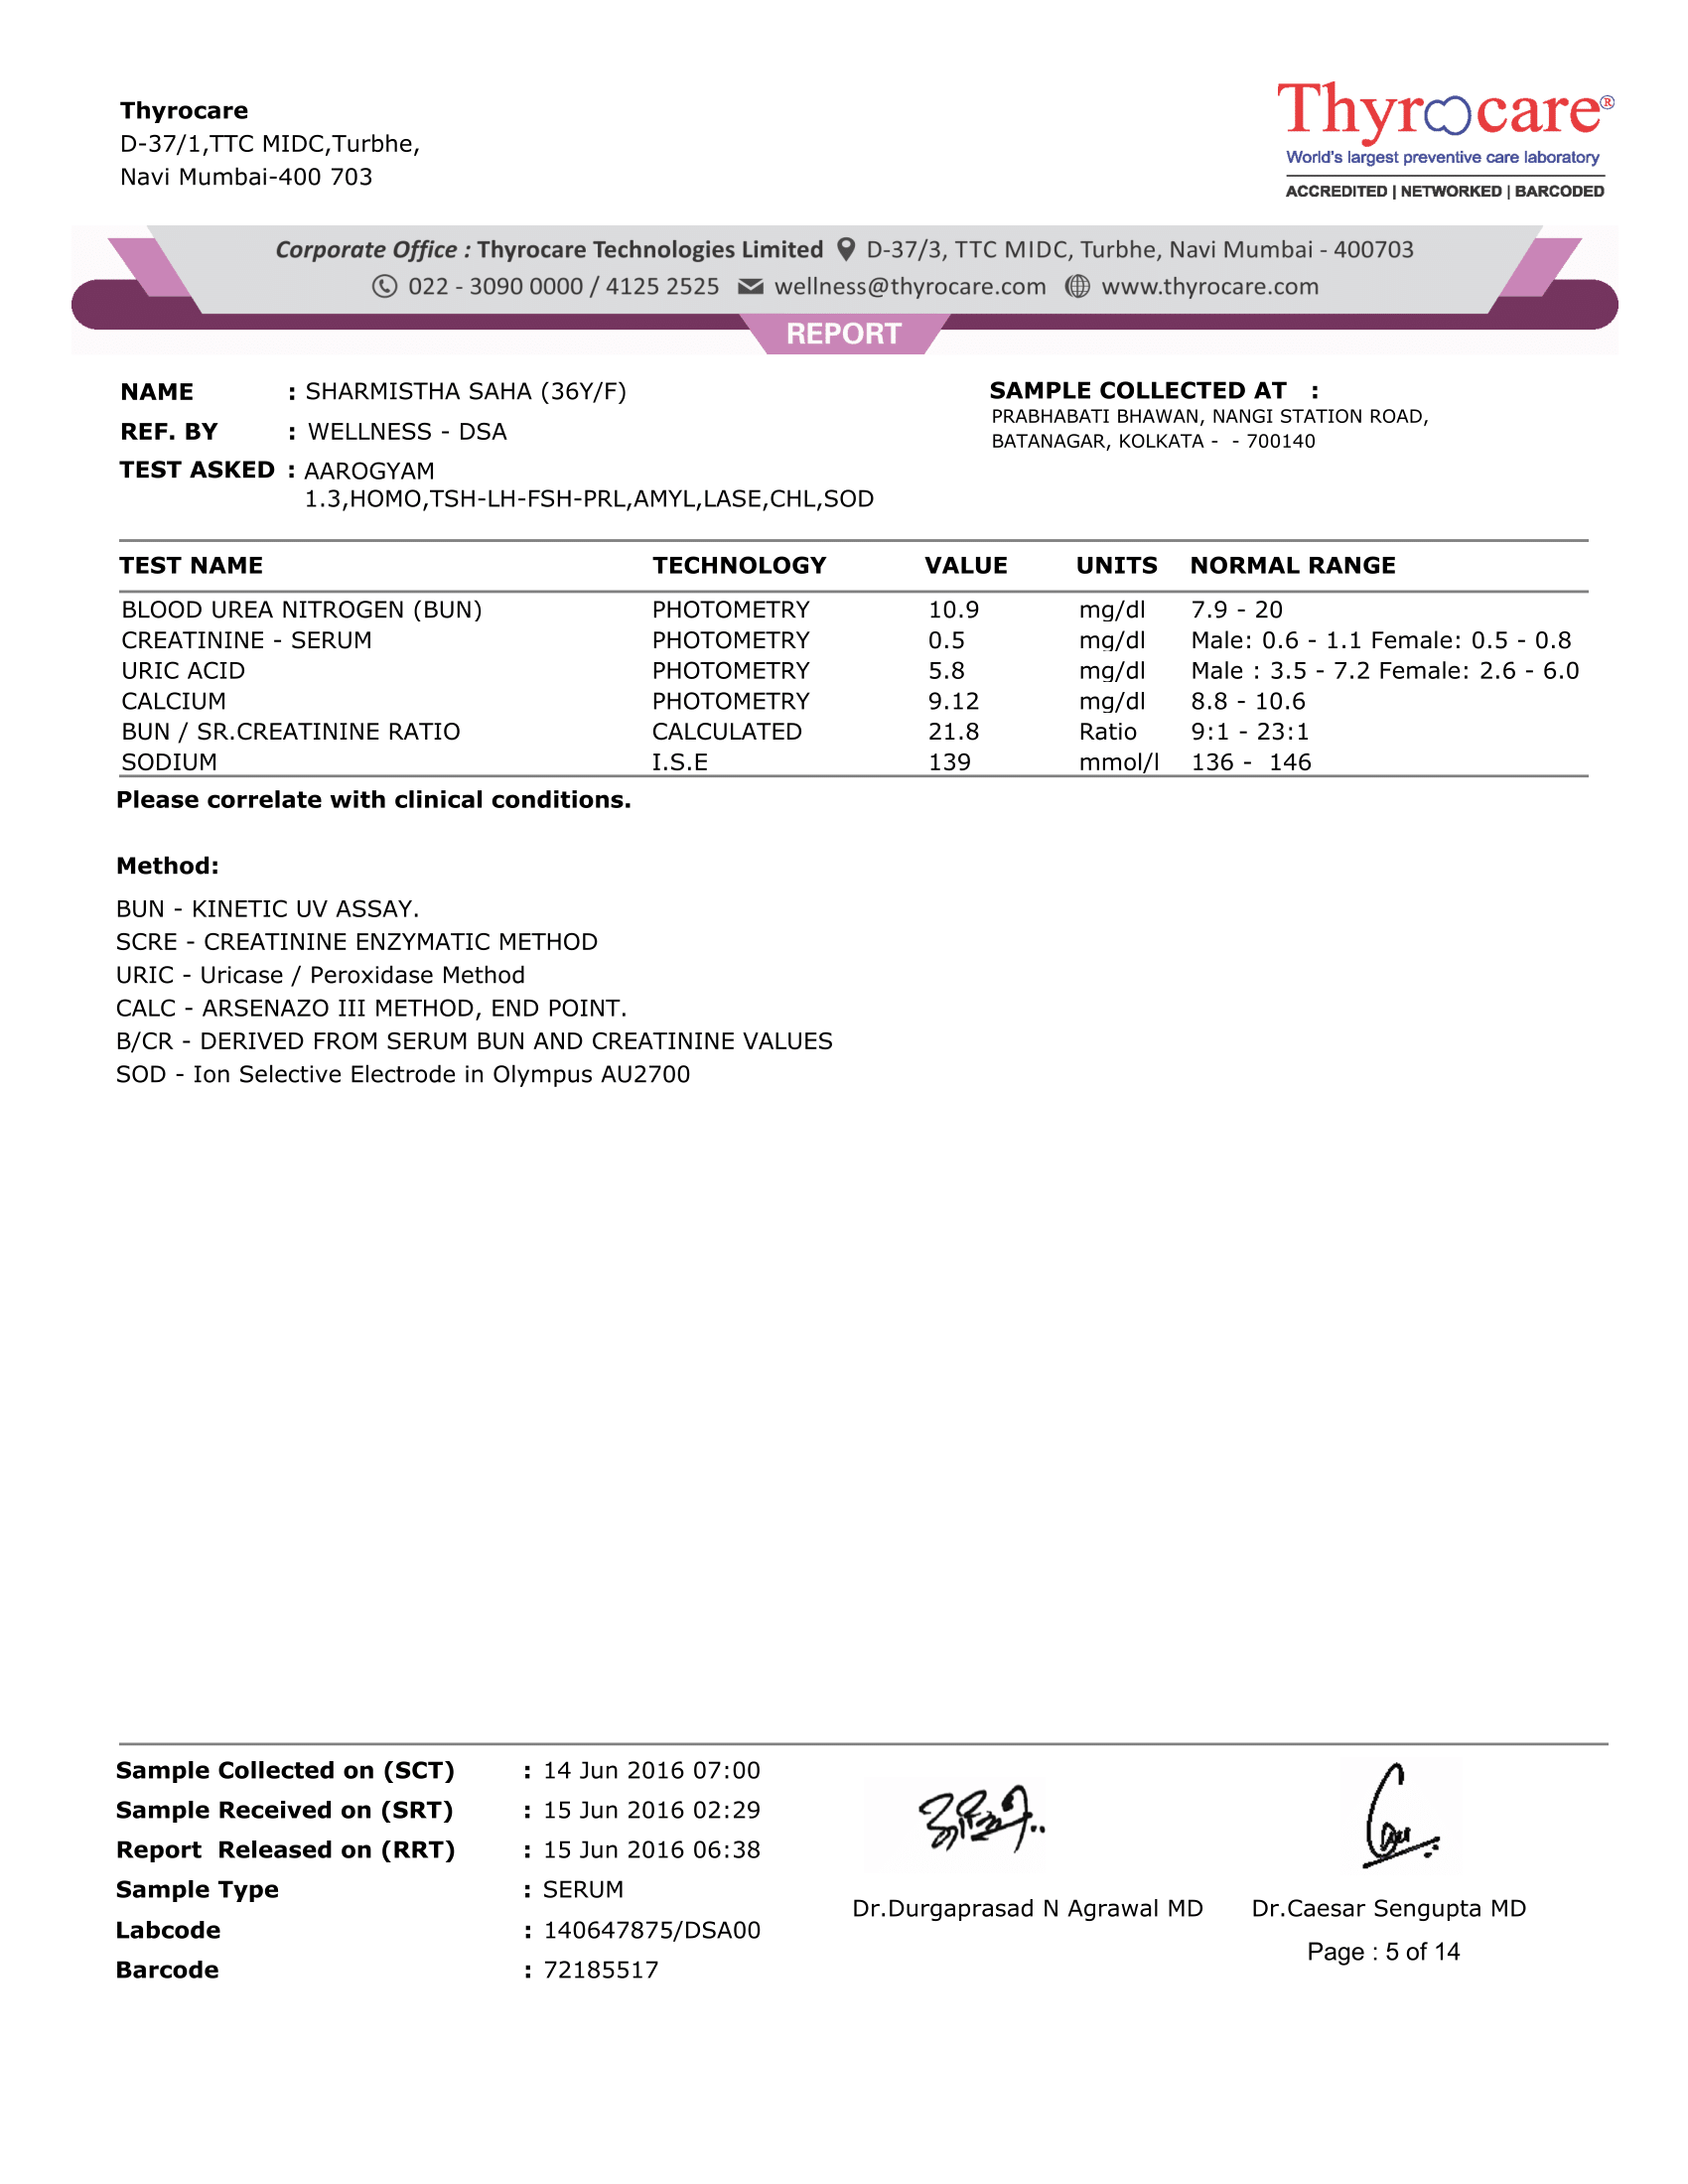 Thyrocare
D-37/1,TTC MIDC,Turbhe,
Navi Mumbai-400 703
Thyrocare®
World's largest preventive care laboratory
ACCREDITED | NETWORKED | BARCODED
Corporate Office : Thyrocare Technologies Limited D-37/3, TTC MIDC, Turbhe, Navi Mumbai - 400703
022 - 3090 0000 / 4125 2525 wellness@thyrocare.com www.thyrocare.com
REPORT
NAME : SHARMISTHA SAHA (36Y/F)
REF. BY : WELLNESS - DSA
TEST ASKED : AAROGYAM
1.3,HOMO,TSH-LH-FSH-PRL,AMYL,LASE,CHL,SOD
SAMPLE COLLECTED AT :
PRABHABATI BHAWAN, NANGI STATION ROAD,
BATANAGAR, KOLKATA - - 700140
TEST NAME TECHNOLOGY VALUE UNITS NORMAL RANGE
BLOOD UREA NITROGEN (BUN) PHOTOMETRY 10.9 mg/dl 7.9 - 20
CREATININE - SERUM PHOTOMETRY 0.5 mg/dl Male: 0.6 - 1.1 Female: 0.5 - 0.8
URIC ACID PHOTOMETRY 5.8 mg/dl Male : 3.5 - 7.2 Female: 2.6 - 6.0
CALCIUM PHOTOMETRY 9.12 mg/dl 8.8 - 10.6
BUN / SR.CREATININE RATIO CALCULATED 21.8 Ratio 9:1 - 23:1
SODIUM I.S.E 139 mmol/l 136 - 146
Please correlate with clinical conditions.
Method:
BUN - KINETIC UV ASSAY.
SCRE - CREATININE ENZYMATIC METHOD
URIC - Uricase / Peroxidase Method
CALC - ARSENAZO III METHOD, END POINT.
B/CR - DERIVED FROM SERUM BUN AND CREATININE VALUES
SOD - Ion Selective Electrode in Olympus AU2700
Sample Collected on (SCT) : 14 Jun 2016 07:00
Sample Received on (SRT) : 15 Jun 2016 02:29
Report Released on (RRT) : 15 Jun 2016 06:38
Sample Type : SERUM
Labcode : 140647875/DSA00
Barcode : 72185517
Dr.Durgaprasad N Agrawal MD
Dr.Caesar Sengupta MD
Page : 5 of 14